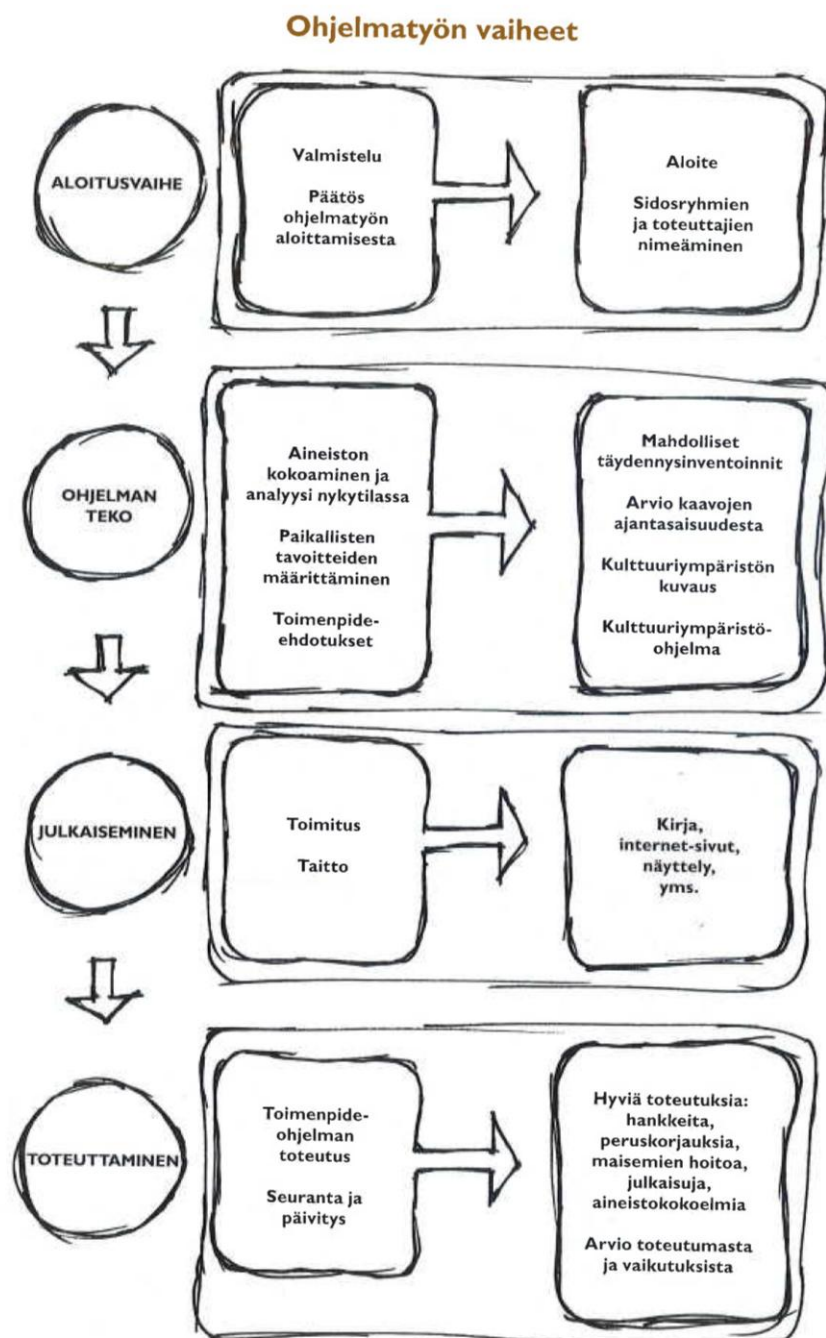 Ohjelmatyön vaiheet
ALOITUSVAIHE
Valmistelu
Päätös
ohjelmatyön
aloittamisesta
Aloite
Sidosryhmien
ja toteuttajien
nimeäminen
OHJELMAN
TEKO
Aineiston
kokoaminen ja
analyysi nykytilassa
Paikallisten
tavoitteiden
määrittäminen
Toimenpide-
ehdotukset
Mahdolliset
täydennysinventoinnit
Arvio kaavojen
ajantasaisuudesta
Kulttuuriympäristön
kuvaus
Kulttuuriympäristö-
ohjelma
JULKAISEMINEN
Toimitus
Taitto
Kirja,
internet-sivut,
näyttely,
yms.
TOTEUTTAMINEN
Toimenpide-
ohjelman
toteutus
Seuranta ja
päivitys
Hyviä toteutuksia:
hankkeita,
peruskorjauksia,
maisemien hoitoa,
julkaisuja,
aineistokokoelmia
Arvio toteutumasta
ja vaikutuksista